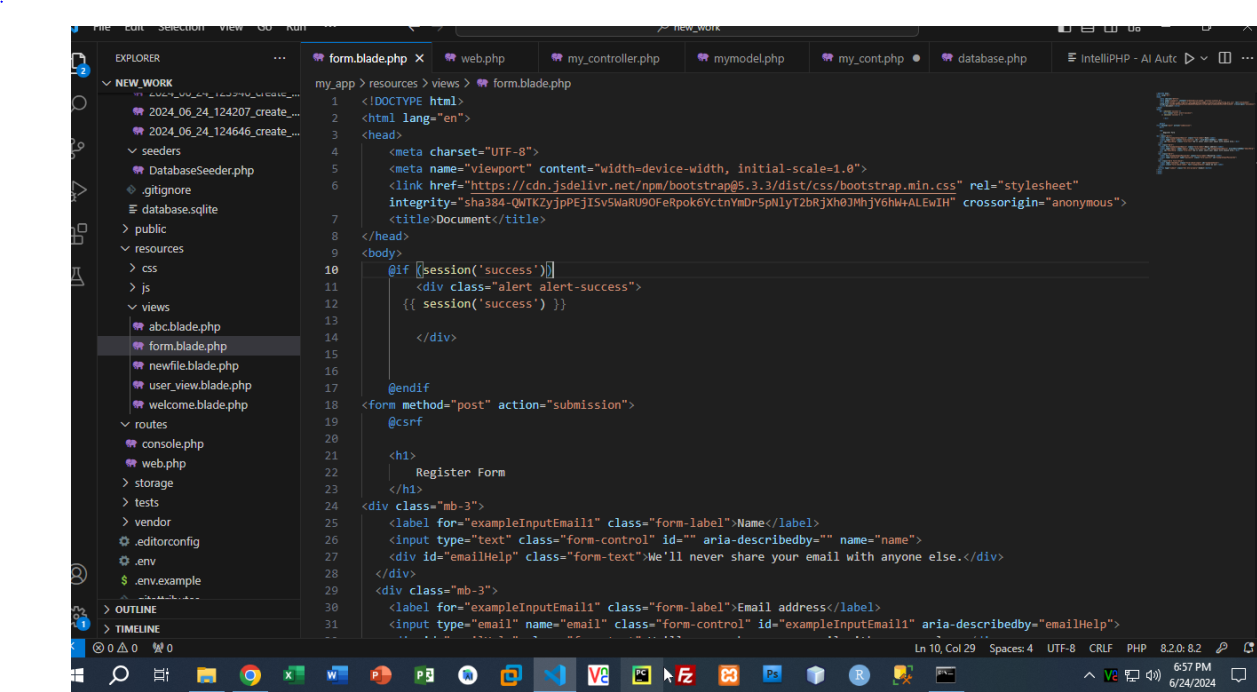 File Edit Selection View Go Run ... new_work
EXPLORER ...
NEW_WORK
2024_06_24_124207_create_...
2024_06_24_124646_create_...
seeders
DatabaseSeeder.php
.gitignore
database.sqlite
public
resources
css
js
views
abc.blade.php
form.blade.php
newfile.blade.php
user_view.blade.php
welcome.blade.php
routes
console.php
web.php
storage
tests
vendor
.editorconfig
.env
.env.example
OUTLINE
TIMELINE
form.blade.php web.php my_controller.php mymodel.php my_cont.php database.php IntelliPHP - AI Autc
my_app > resources > views > form.blade.php
1 <!DOCTYPE html>
2 <html lang="en">
3 <head>
4 <meta charset="UTF-8">
5 <meta name="viewport" content="width=device-width, initial-scale=1.0">
6 <link href="https://cdn.jsdelivr.net/npm/bootstrap@5.3.3/dist/css/bootstrap.min.css" rel="stylesheet"
integrity="sha384-QWTKZyjpPEjISv5WaRU9OFeRpok6YctnYmDr5pNlyT2bRjXh0JMhjY6hW+ALEwIH" crossorigin="anonymous">
7 <title>Document</title>
8 </head>
9 <body>
10 @if (session('success'))
11 <div class="alert alert-success">
12 {{ session('success') }}
13
14 </div>
15
16
17 @endif
18 <form method="post" action="submission">
19 @csrf
20
21 <h1>
22 Register Form
23 </h1>
24 <div class="mb-3">
25 <label for="exampleInputEmail1" class="form-label">Name</label>
26 <input type="text" class="form-control" id="" aria-describedby="" name="name">
27 <div id="emailHelp" class="form-text">We'll never share your email with anyone else.</div>
28 </div>
29 <div class="mb-3">
30 <label for="exampleInputEmail1" class="form-label">Email address</label>
31 <input type="email" name="email" class="form-control" id="exampleInputEmail1" aria-describedby="emailHelp">
0 0 0 Ln 10, Col 29 Spaces: 4 UTF-8 CRLF PHP 8.2.0: 8.2
6:57 PM
6/24/2024